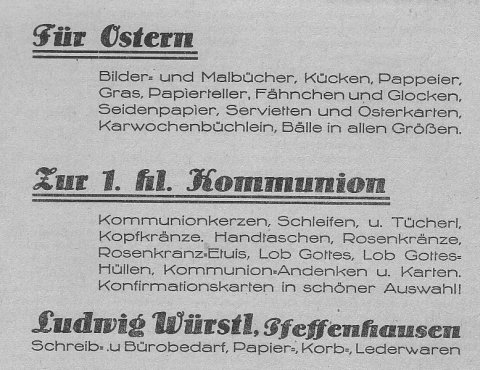 Für Ostern
Bilder= und Malbücher, Kücken, Pappeier,
Gras, Papierteller, Fähnchen und Glocken,
Seidenpapier, Servietten und Osterkarten,
Karwochenbüchlein, Bälle in allen Größen.
Zur 1. hl. Kommunion
Kommunionkerzen, Schleifen, u. Tücherl,
Kopfkränze. Handtaschen, Rosenkränze,
Rosenkranz=Etuis, Lob Gottes, Lob Gottes=
Hüllen, Kommunion=Andenken u. Karten.
Konfirmationskarten in schöner Auswahl!
Ludwig Würstl, Pfeffenhausen
Schreib= .u Bürobedarf, Papier=, Korb=, Lederwaren